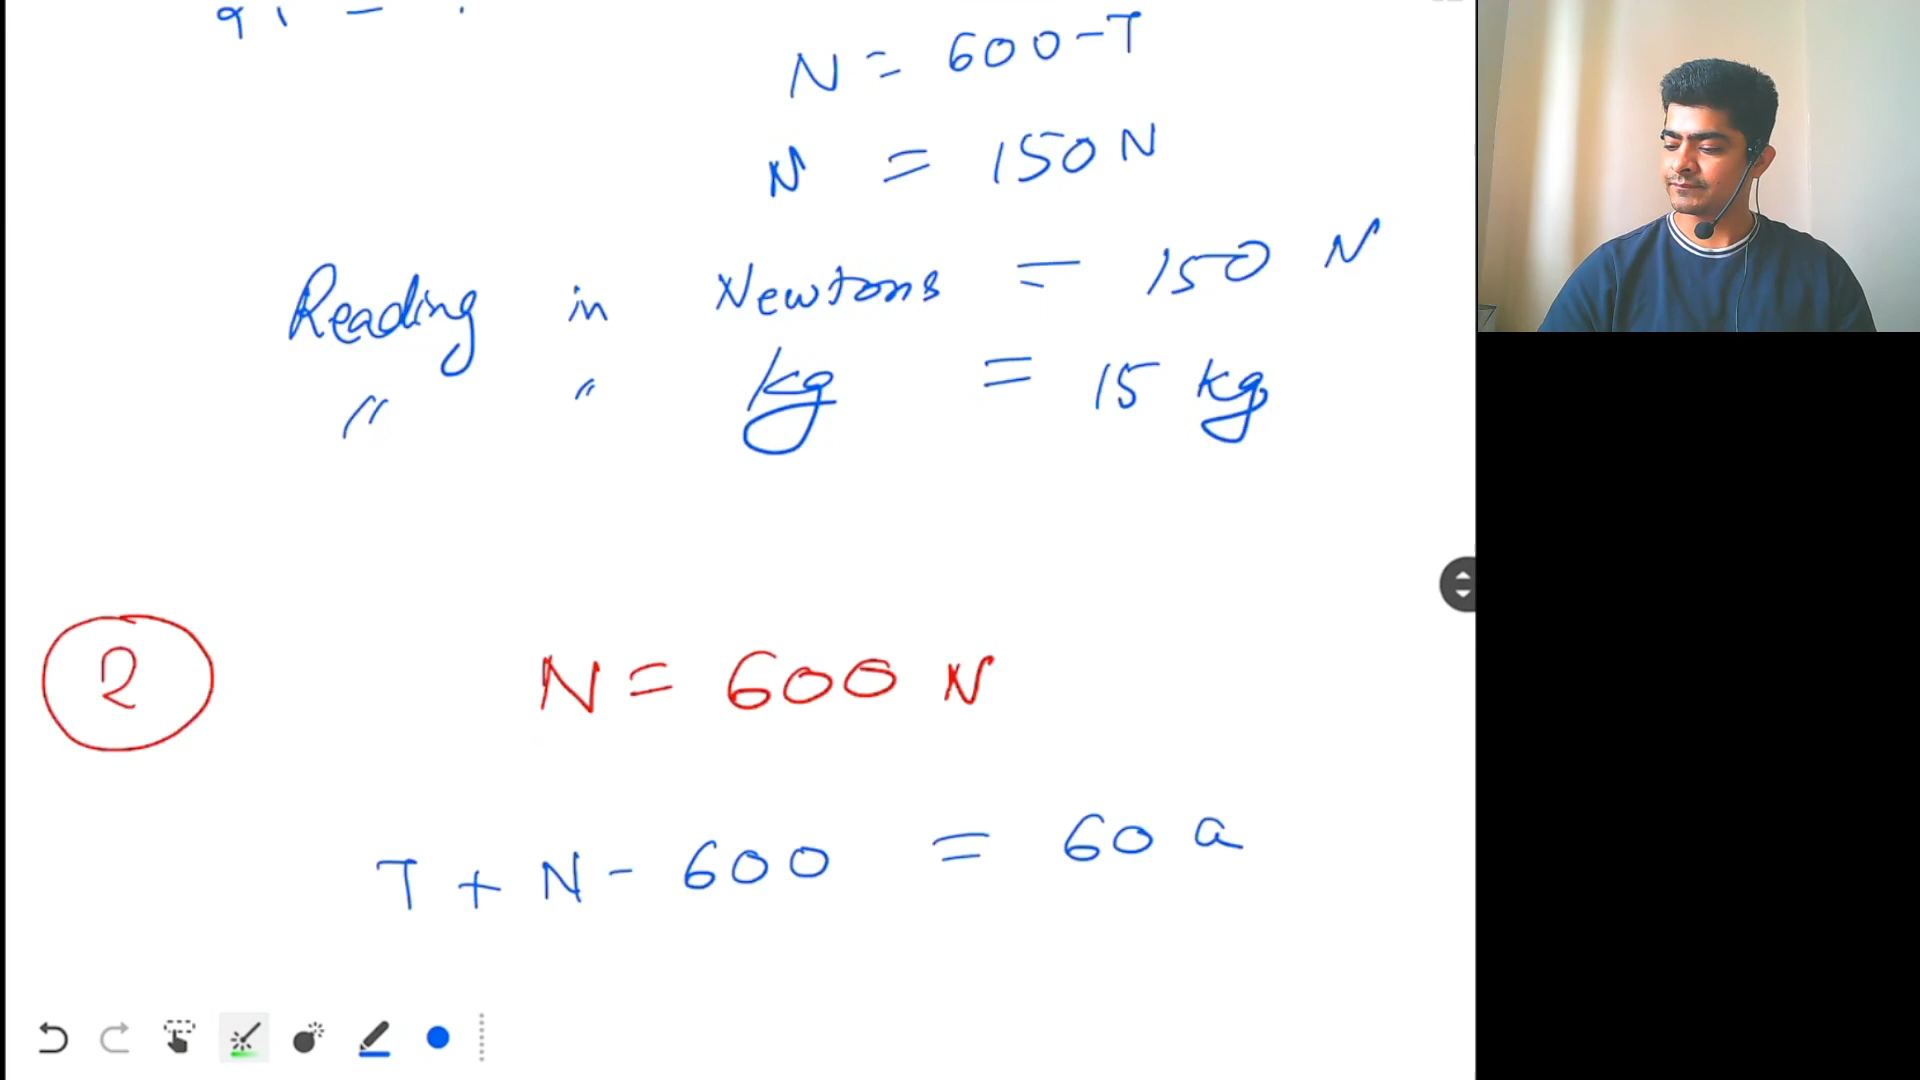 N = 600-T
N = 150 N
Reading in Newtons = 150 N
" " kg = 15 kg
2
N = 600 N
T + N - 600 = 60 a